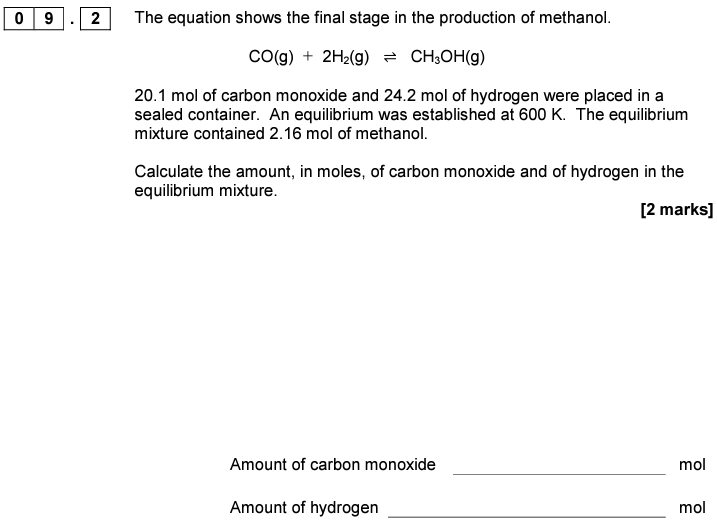 0 9 . 2 The equation shows the final stage in the production of methanol.
CO(g) + 2H₂(g) ⇌ CH₃OH(g)
20.1 mol of carbon monoxide and 24.2 mol of hydrogen were placed in a
sealed container. An equilibrium was established at 600 K. The equilibrium
mixture contained 2.16 mol of methanol.
Calculate the amount, in moles, of carbon monoxide and of hydrogen in the
equilibrium mixture.
[2 marks]
Amount of carbon monoxide mol
Amount of hydrogen mol